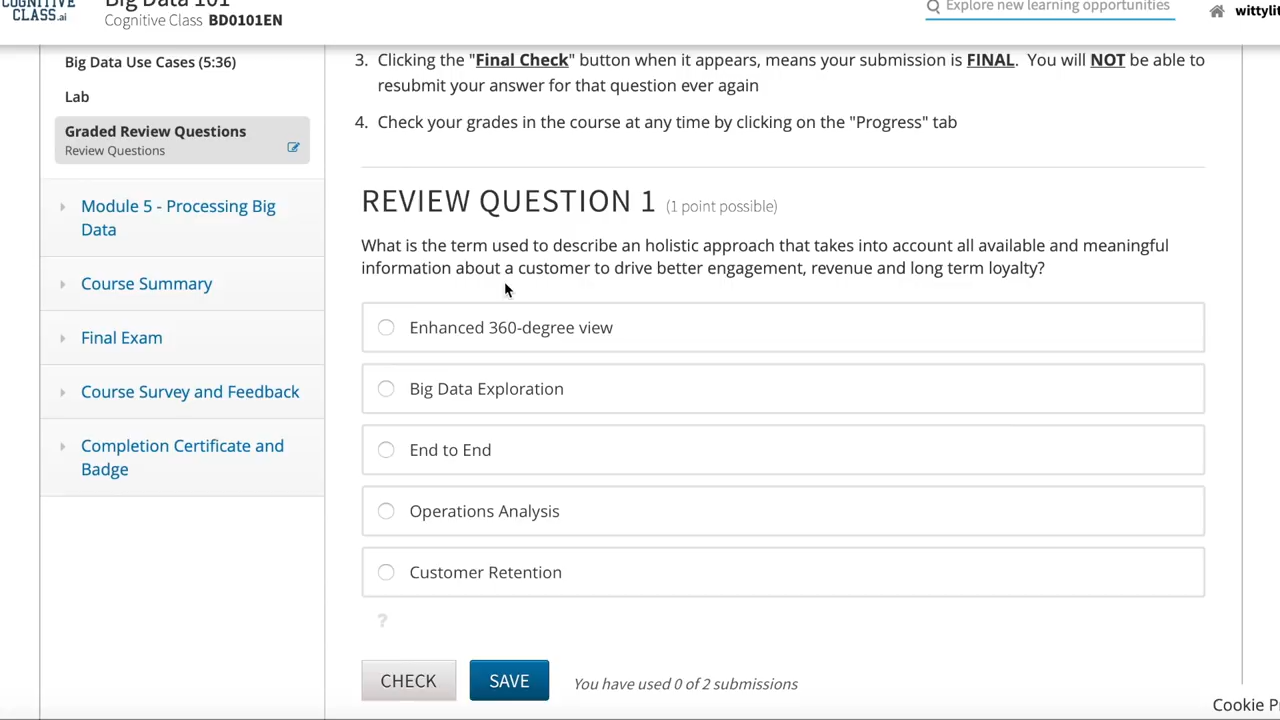 COGNITIVE
CLASS.ai
Big Data 101
Cognitive Class BD0101EN
Explore new learning opportunities
Big Data Use Cases (5:36)
Lab
Graded Review Questions
Review Questions
Module 5 - Processing Big
Data
Course Summary
Final Exam
Course Survey and Feedback
Completion Certificate and
Badge
3. Clicking the "Final Check" button when it appears, means your submission is FINAL. You will NOT be able to
resubmit your answer for that question ever again
4. Check your grades in the course at any time by clicking on the "Progress" tab
REVIEW QUESTION 1 (1 point possible)
What is the term used to describe an holistic approach that takes into account all available and meaningful
information about a customer to drive better engagement, revenue and long term loyalty?
Enhanced 360-degree view
Big Data Exploration
End to End
Operations Analysis
Customer Retention
?
CHECK
SAVE
You have used 0 of 2 submissions
Cookie